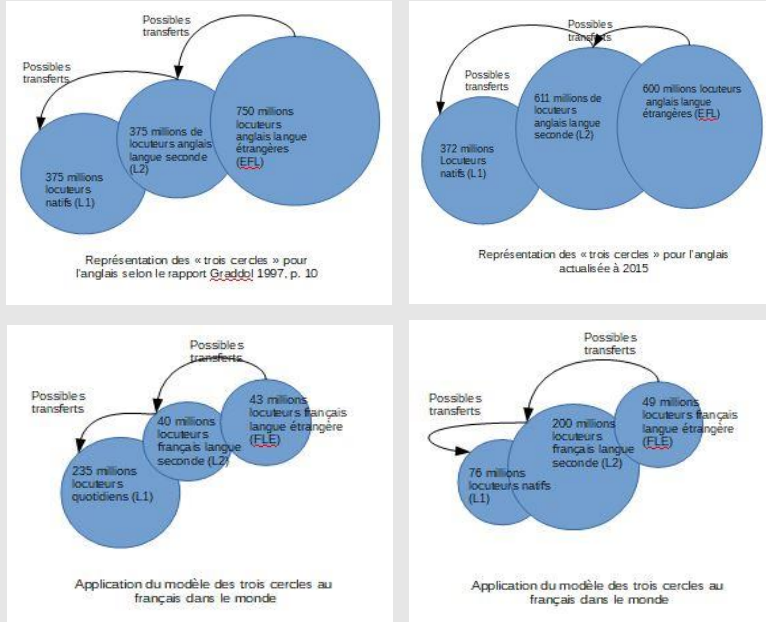 Possibles
transferts
Possibles
transferts
750 millions
locuteurs
anglais langue
étrangères
(EFL)
375 millions de
locuteurs anglais
langue seconde
(L2)
375 millions
locuteurs
natifs (L1)
Représentation des « trois cercles » pour
l'anglais selon le rapport Graddol 1997, p. 10
Possibles
transferts
Possibles
transferts
600 millions locuteurs
anglais langue
étrangères (EFL)
611 millions de
locuteurs
anglais langue
seconde (L2)
372 millions
Locuteurs
natifs (L1)
Représentation des « trois cercles » pour l'anglais
actualisée à 2015
Possibles
transferts
Possibles
transferts
43 millions
locuteurs français
langue étrangère
(FLE)
40 millions
locuteurs
français langue
seconde (L2)
235 millions
locuteurs
quotidiens (L1)
Application du modèle des trois cercles au
français dans le monde
Possibles
transferts
Possibles
transferts
49 millions
locuteurs français
langue étrangère
(FLE)
200 millions
locuteurs
français langue
seconde (L2)
76 millions
locuteurs natifs
(L1)
Application du modèle des trois cercles au
français dans le monde